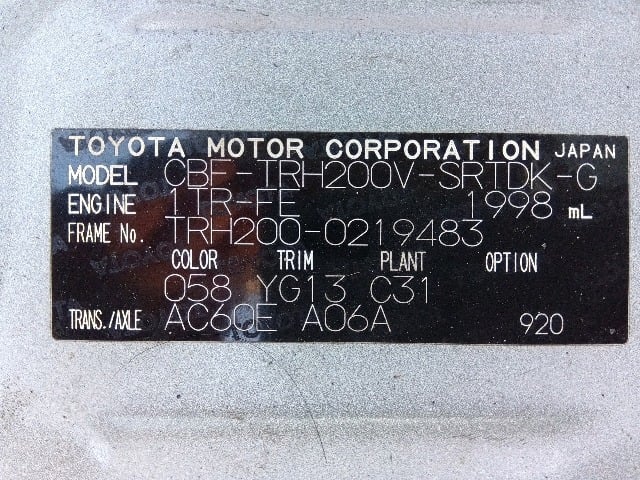 TOYOTA MOTOR CORPORATION JAPAN
MODEL CBF-TRH200V-SRTDK-G
ENGINE 1TR-FE 1998 mL
FRAME No. TRH200-0219483
COLOR TRIM PLANT OPTION
058 YG13 C31
TRANS./AXLE AC60E A06A 920